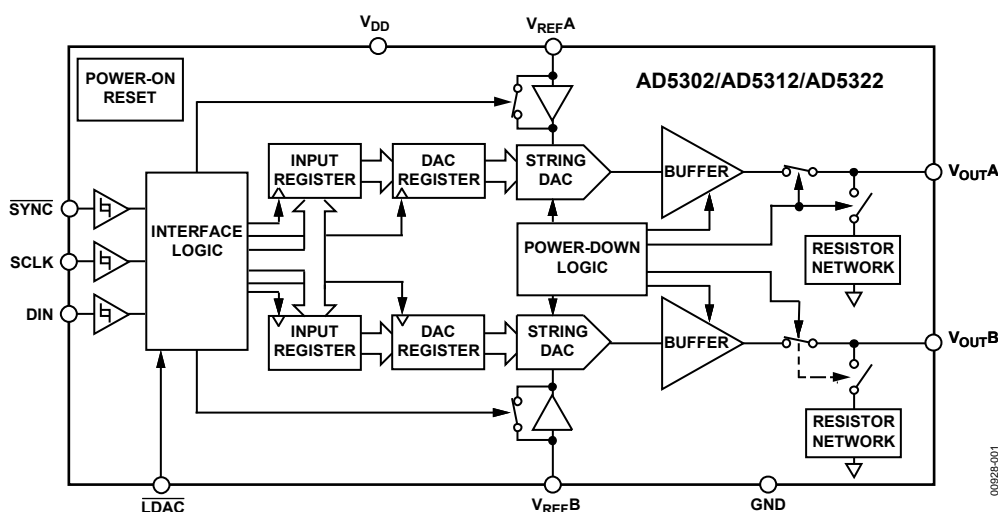 VDD
VREFA
POWER-ON
RESET
AD5302/AD5312/AD5322
INPUT
REGISTER
DAC
REGISTER
STRING
DAC
BUFFER
VOUTA
SYNC
SCLK
DIN
INTERFACE
LOGIC
POWER-DOWN
LOGIC
RESISTOR
NETWORK
INPUT
REGISTER
DAC
REGISTER
STRING
DAC
BUFFER
VOUTB
RESISTOR
NETWORK
LDAC
VREFB
GND
00928-001